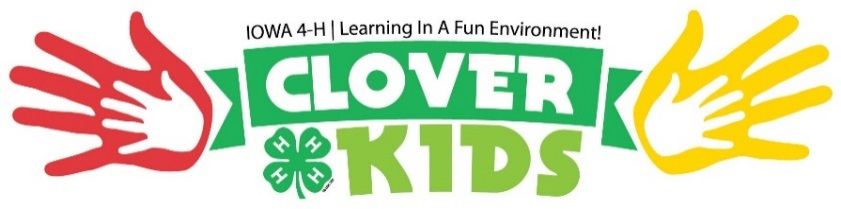 IOWA 4-H | Learning In A Fun Environment!
CLOVER
H H
H H
KIDS